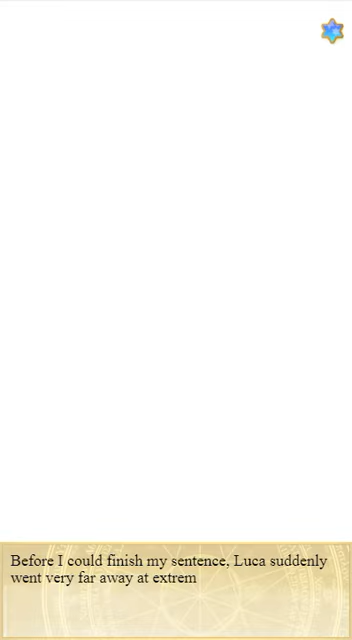 Before I could finish my sentence, Luca suddenly
went very far away at extrem